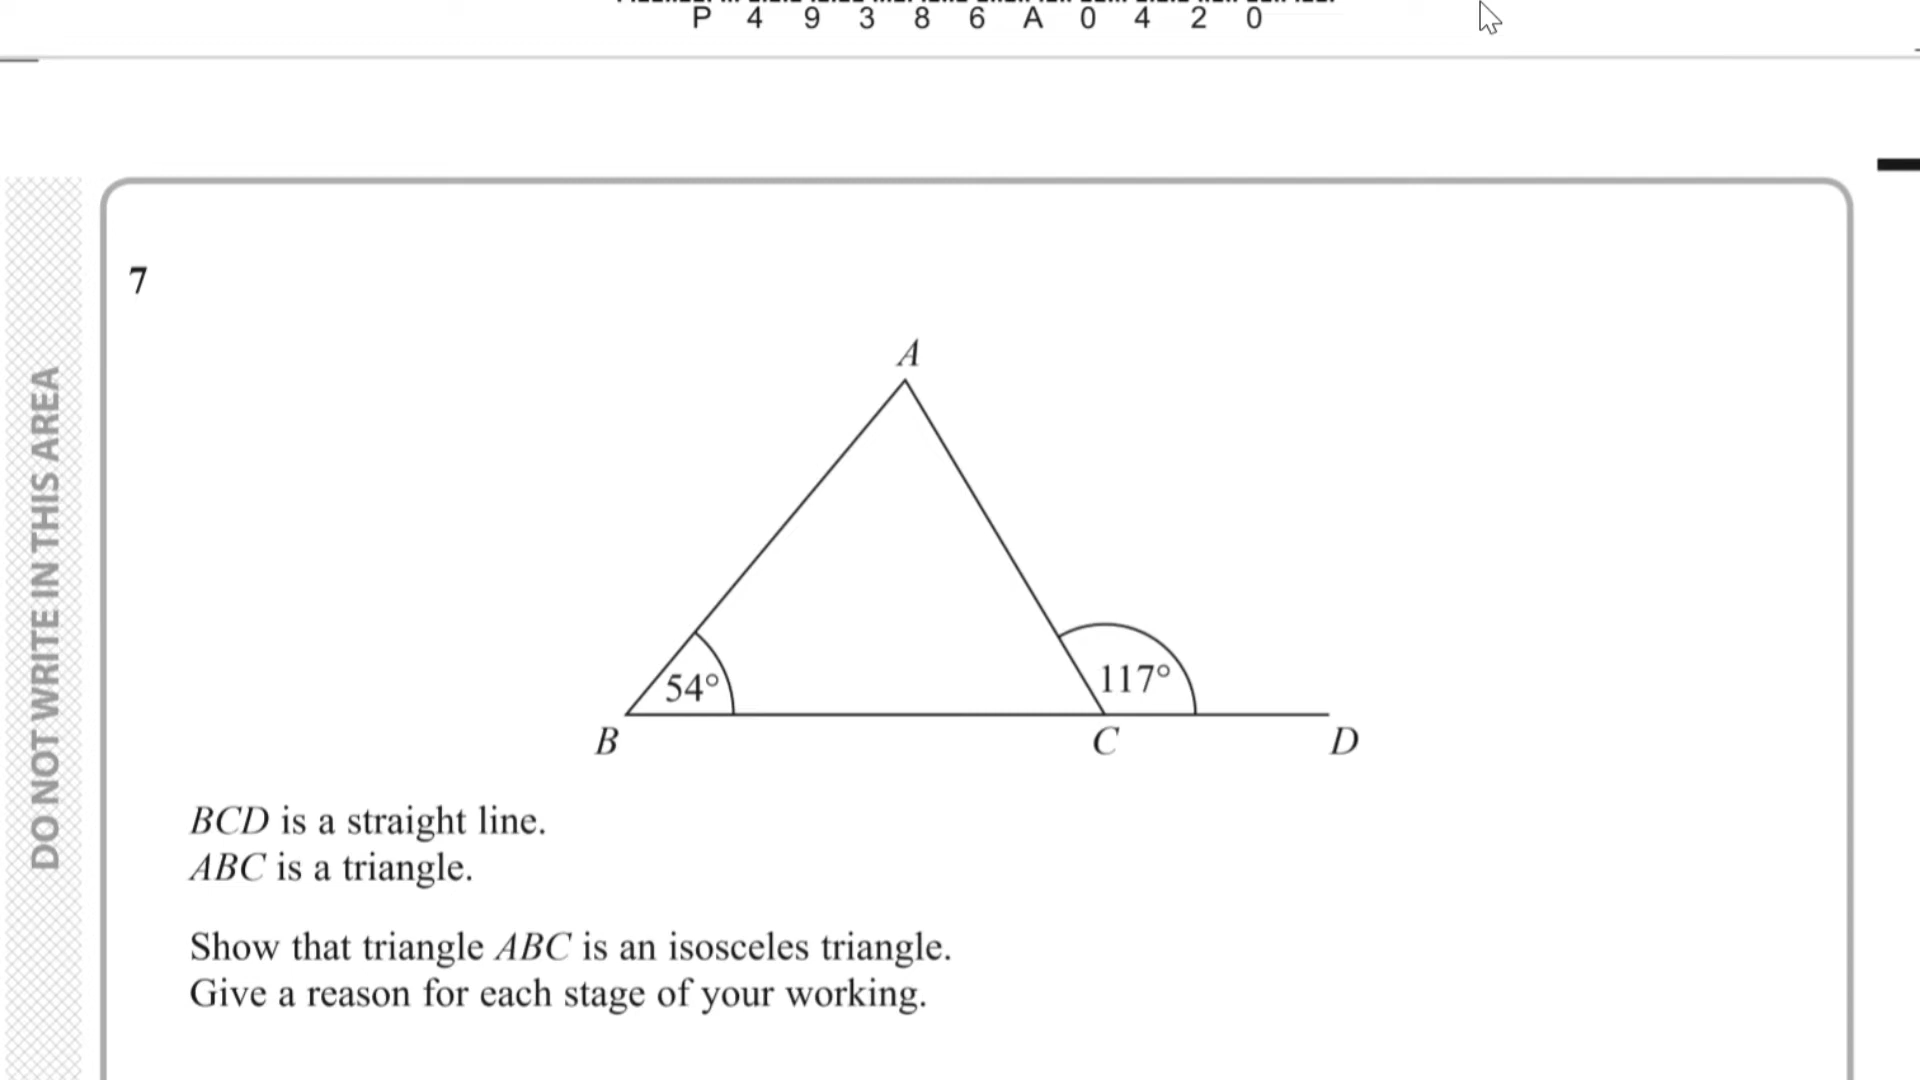 P 4 9 3 8 6 A 0 4 2 0
DO NOT WRITE IN THIS AREA
7
A
54°
117°
B
C
D
BCD is a straight line.
ABC is a triangle.
Show that triangle ABC is an isosceles triangle.
Give a reason for each stage of your working.